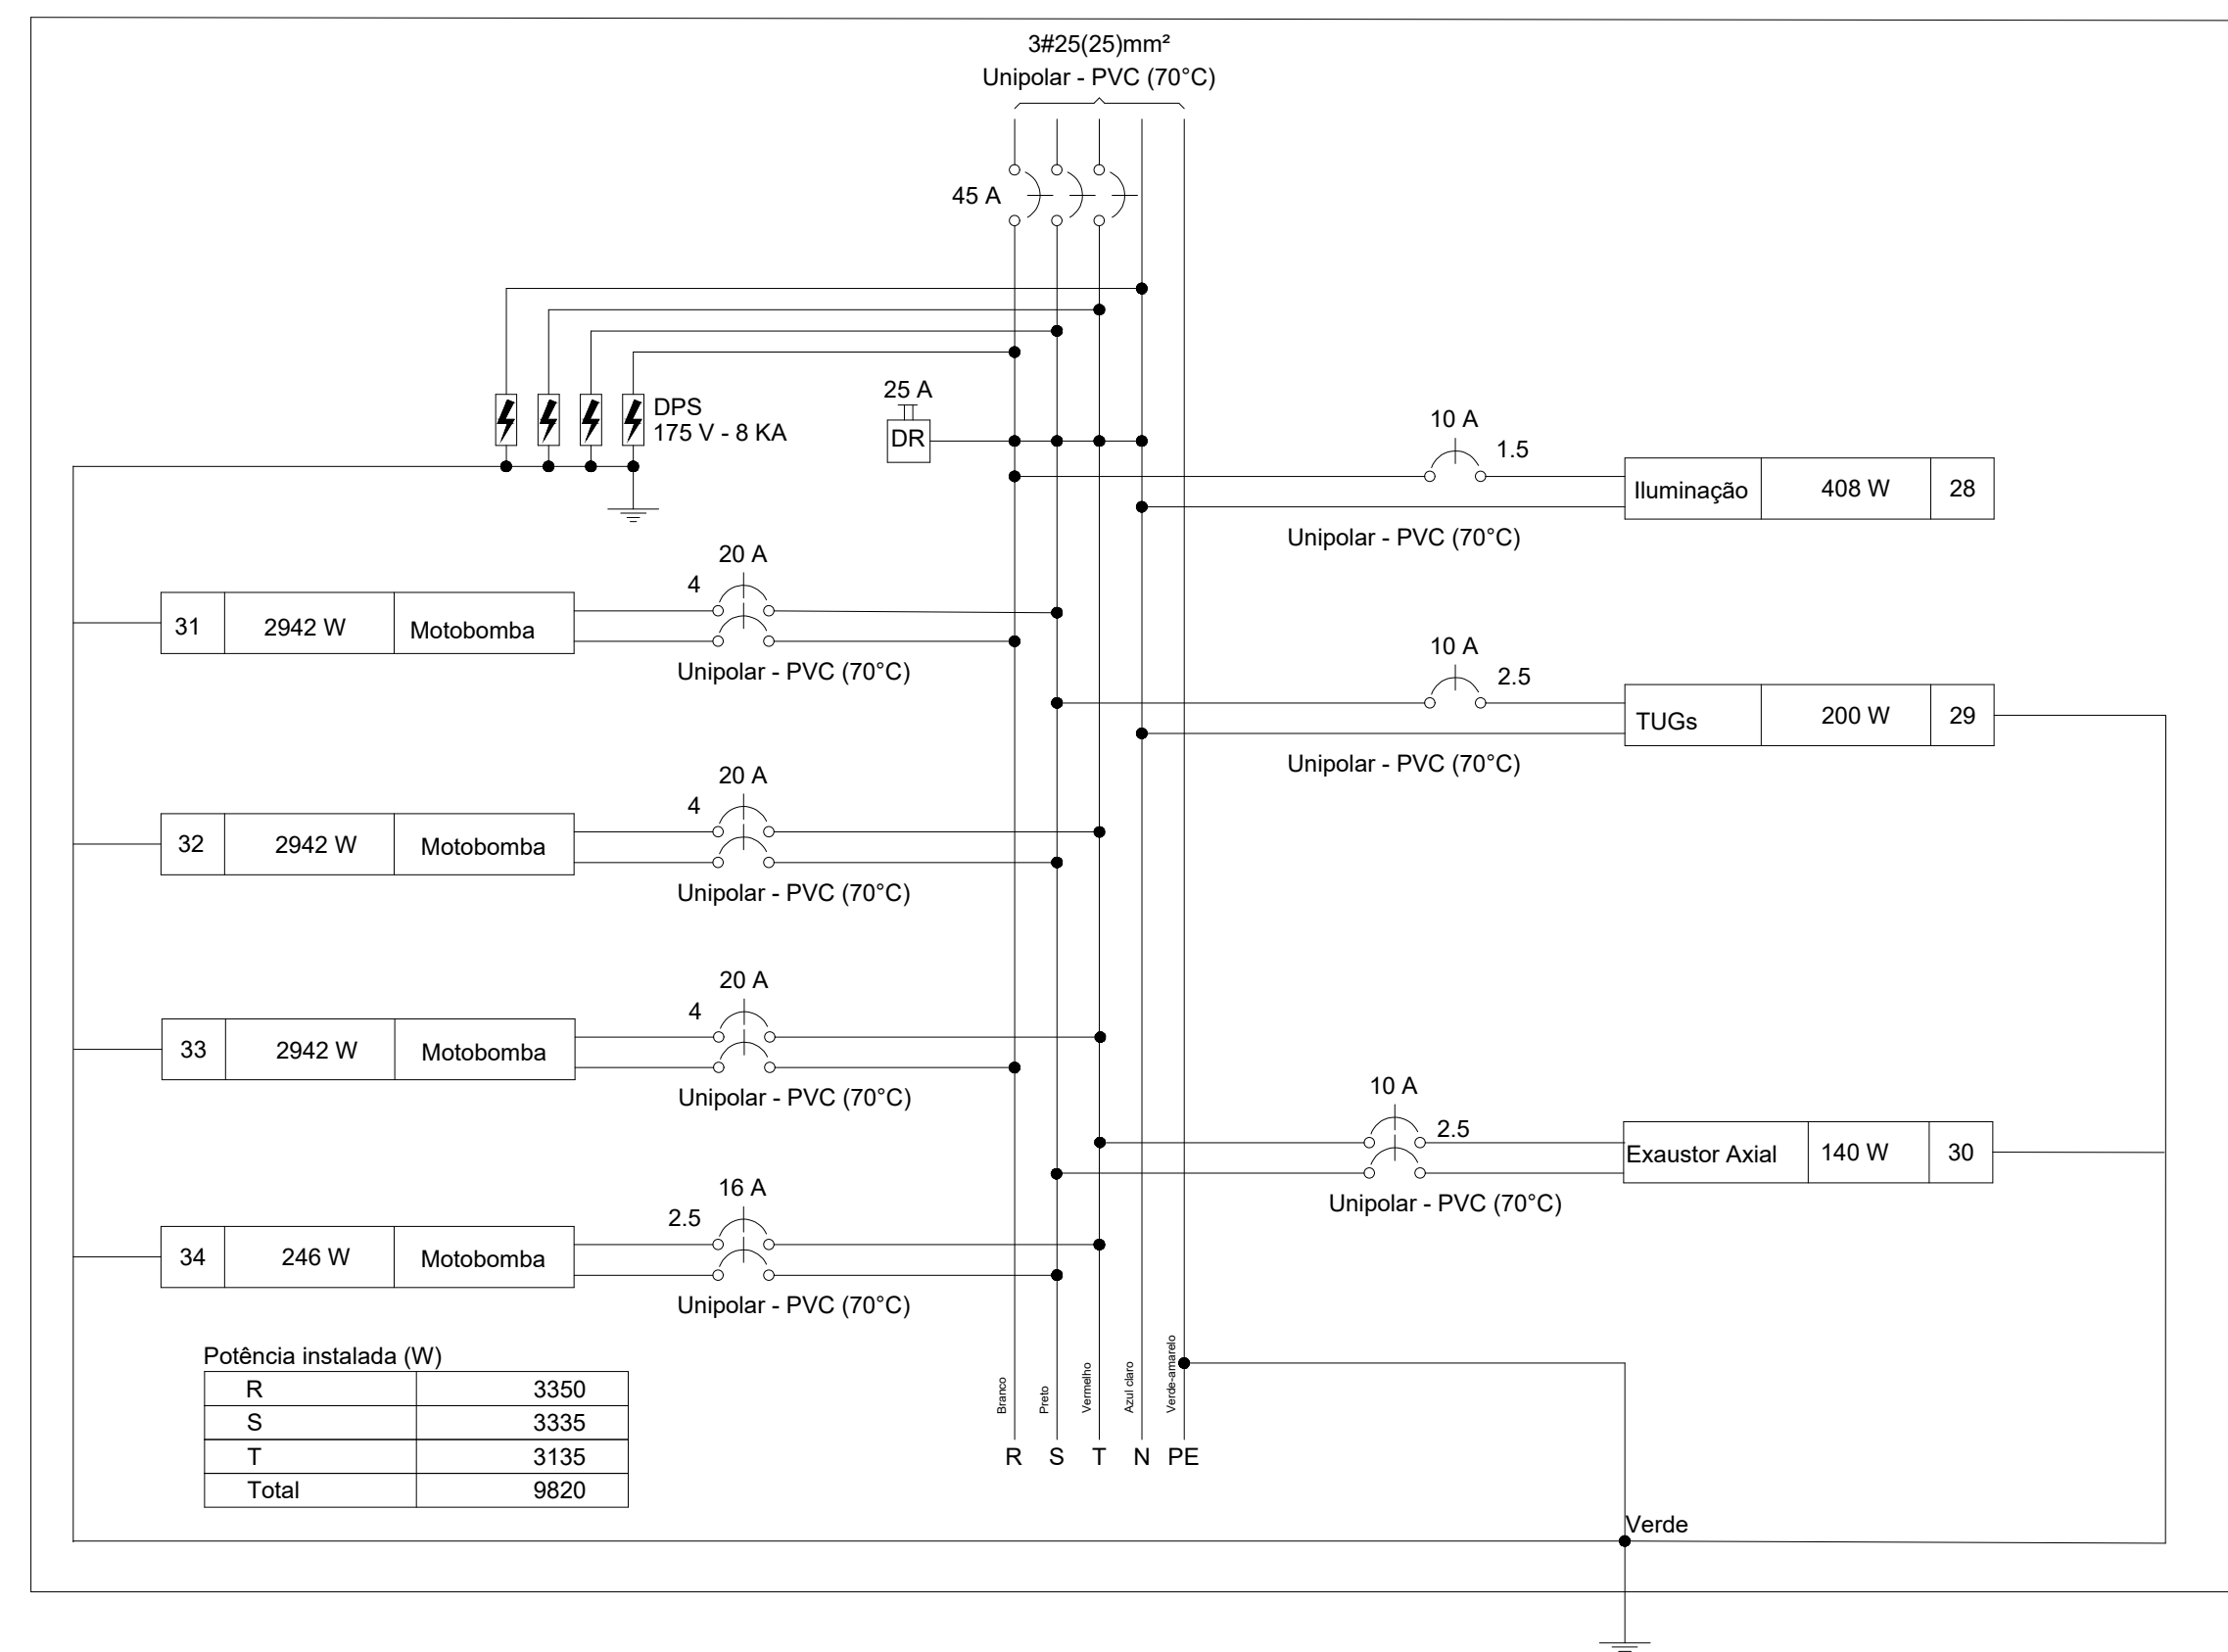 3#25(25)mm²
Unipolar - PVC (70°C)
45 A
DPS
175 V - 8 KA
25 A
DR
10 A
1.5
Iluminação 408 W 28
Unipolar - PVC (70°C)
20 A
4
31 2942 W Motobomba
Unipolar - PVC (70°C)
10 A
2.5
TUGs 200 W 29
Unipolar - PVC (70°C)
20 A
4
32 2942 W Motobomba
Unipolar - PVC (70°C)
20 A
4
33 2942 W Motobomba
Unipolar - PVC (70°C)
10 A
2.5
Exaustor Axial 140 W 30
Unipolar - PVC (70°C)
16 A
2.5
34 246 W Motobomba
Unipolar - PVC (70°C)
Potência instalada (W)
R 3350
S 3335
T 3135
Total 9820
Branco
Preto
Vermelho
Azul claro
Verde-amarelo
R S T N PE
Verde